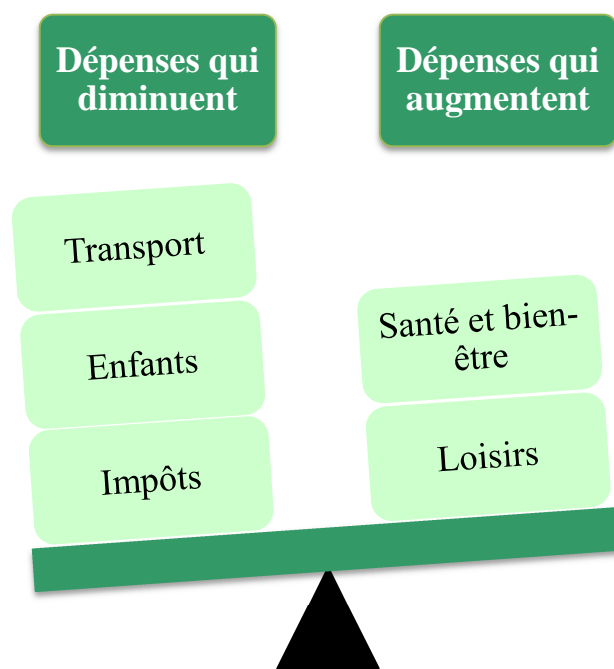 Dépenses qui
diminuent
Dépenses qui
augmentent
Transport
Enfants
Impôts
Santé et bien-
être
Loisirs